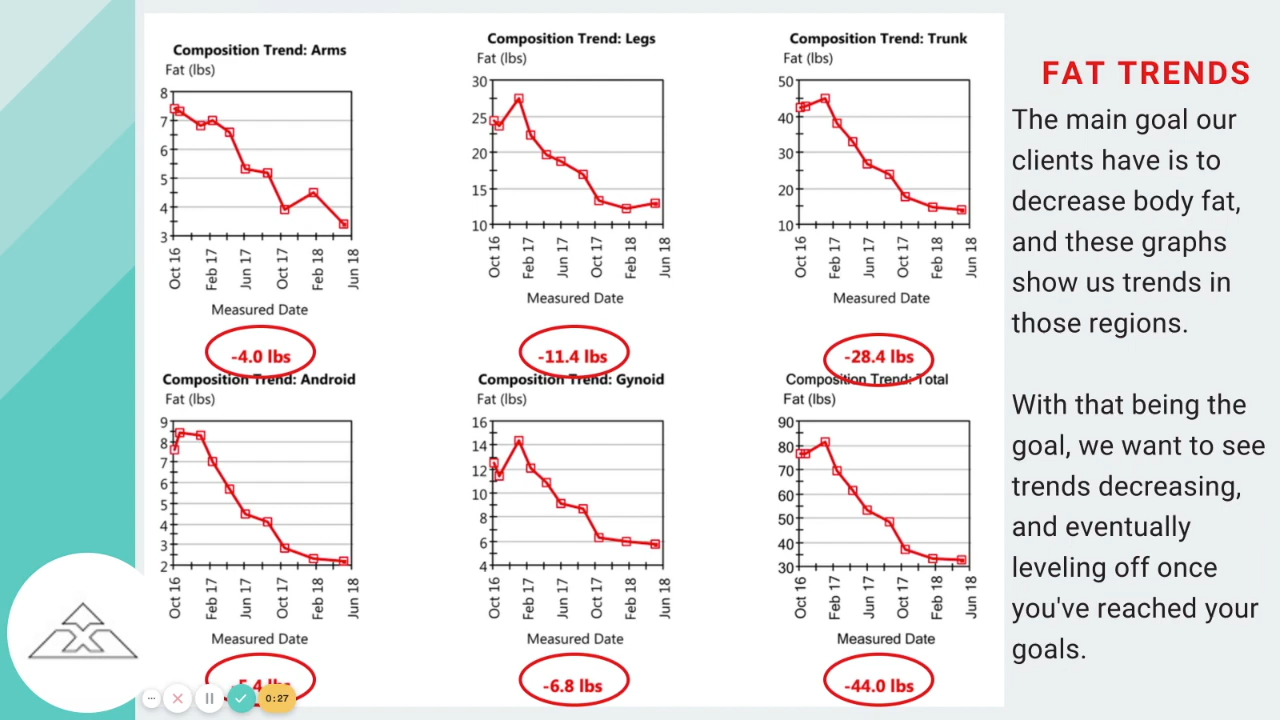 Composition Trend: Arms
Fat (lbs)
8
7
6
5
4
3
Oct 16
Feb 17
Jun 17
Oct 17
Feb 18
Jun 18
Measured Date
-4.0 lbs
Composition Trend: Legs
Fat (lbs)
30
25
20
15
10
Oct 16
Feb 17
Jun 17
Oct 17
Feb 18
Jun 18
Measured Date
-11.4 lbs
Composition Trend: Trunk
Fat (lbs)
50
40
30
20
10
Oct 16
Feb 17
Jun 17
Oct 17
Feb 18
Jun 18
Measured Date
-28.4 lbs
Composition Trend: Android
Fat (lbs)
9
8
7
6
5
4
3
2
Oct 16
Feb 17
Jun 17
Oct 17
Feb 18
Jun 18
Measured Date
-5.4 lbs
Composition Trend: Gynoid
Fat (lbs)
16
14
12
10
8
6
4
Oct 16
Feb 17
Jun 17
Oct 17
Feb 18
Jun 18
Measured Date
-6.8 lbs
Composition Trend: Total
Fat (lbs)
90
80
70
60
50
40
30
Oct 16
Feb 17
Jun 17
Oct 17
Feb 18
Jun 18
Measured Date
-44.0 lbs
FAT TRENDS
The main goal our
clients have is to
decrease body fat,
and these graphs
show us trends in
those regions.
With that being the
goal, we want to see
trends decreasing,
and eventually
leveling off once
you've reached your
goals.
0:27